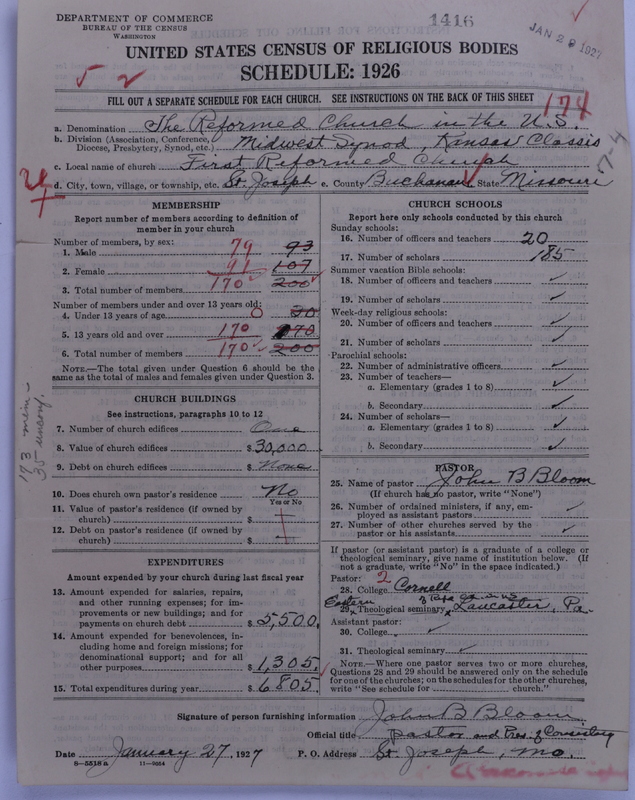 DEPARTMENT OF COMMERCE
BUREAU OF THE CENSUS
WASHINGTON
1416
JAN 29 1927
UNITED STATES CENSUS OF RELIGIOUS BODIES
SCHEDULE: 1926
5 2
FILL OUT A SEPARATE SCHEDULE FOR EACH CHURCH. SEE INSTRUCTIONS ON THE BACK OF THIS SHEET
174
a. Denomination The Reformed Church in the U.S.
b. Division (Association, Conference, Diocese, Presbytery, Synod, etc.) Midwest Synod, Kansas Classis
c. Local name of church First Reformed Church
d. City, town, village, or township, etc. St. Joseph e. County Buchanan State Missouri
7-4
MEMBERSHIP
Report number of members according to definition of
member in your church
Number of members, by sex:
1. Male 79 93
2. Female 91 107
3. Total number of members 170 200
Number of members under and over 13 years old:
4. Under 13 years of age 0 30
5. 13 years old and over 170 170
6. Total number of members 170 200
NOTE.—The total given under Question 6 should be the
same as the total of males and females given under Question 3.
173 mem-
35 unconf.
CHURCH BUILDINGS
See instructions, paragraphs 10 to 12
7. Number of church edifices One
8. Value of church edifices $30,000
9. Debt on church edifices $None
10. Does church own pastor's residence No
Yes or No
11. Value of pastor's residence (if owned by
church) $
12. Debt on pastor's residence (if owned by
church) $
EXPENDITURES
Amount expended by your church during last fiscal year
13. Amount expended for salaries, repairs,
and other running expenses; for im-
provements or new buildings; and for
payments on church debt $5,500.
14. Amount expended for benevolences, in-
cluding home and foreign missions; for
denominational support; and for all
other purposes $1,305.
15. Total expenditures during year $6805.
CHURCH SCHOOLS
Report here only schools conducted by this church
Sunday schools:
16. Number of officers and teachers 20
17. Number of scholars 185
Summer vacation Bible schools:
18. Number of officers and teachers
19. Number of scholars
Week-day religious schools:
20. Number of officers and teachers
21. Number of scholars
Parochial schools:
22. Number of administrative officers
23. Number of teachers—
a. Elementary (grades 1 to 8)
b. Secondary
24. Number of scholars—
a. Elementary (grades 1 to 8)
b. Secondary
PASTOR
25. Name of pastor John B Bloom
(If church has no pastor, write "None")
26. Number of ordained ministers, if any, em-
ployed as assistant pastors
27. Number of other churches served by the
pastor or his assistants
If pastor (or assistant pastor) is a graduate of a college or
theological seminary, give name of institution below. (If
not a graduate, write "No" in the space indicated.)
Pastor: 2
28. College Cornell
Eastern
29. Theological seminary Lancaster, Pa.
Assistant pastor:
30. College
31. Theological seminary
NOTE.—Where one pastor serves two or more churches,
Questions 28 and 29 should be answered only on the schedule
for one of the churches; on the schedules for the other churches,
write "See schedule for church."
Signature of person furnishing information John B Bloom
Official title pastor and Pres. of Consistory
Date January 27, 1927 P. O. Address St. Joseph, Mo.
8—5518 a 11—9054